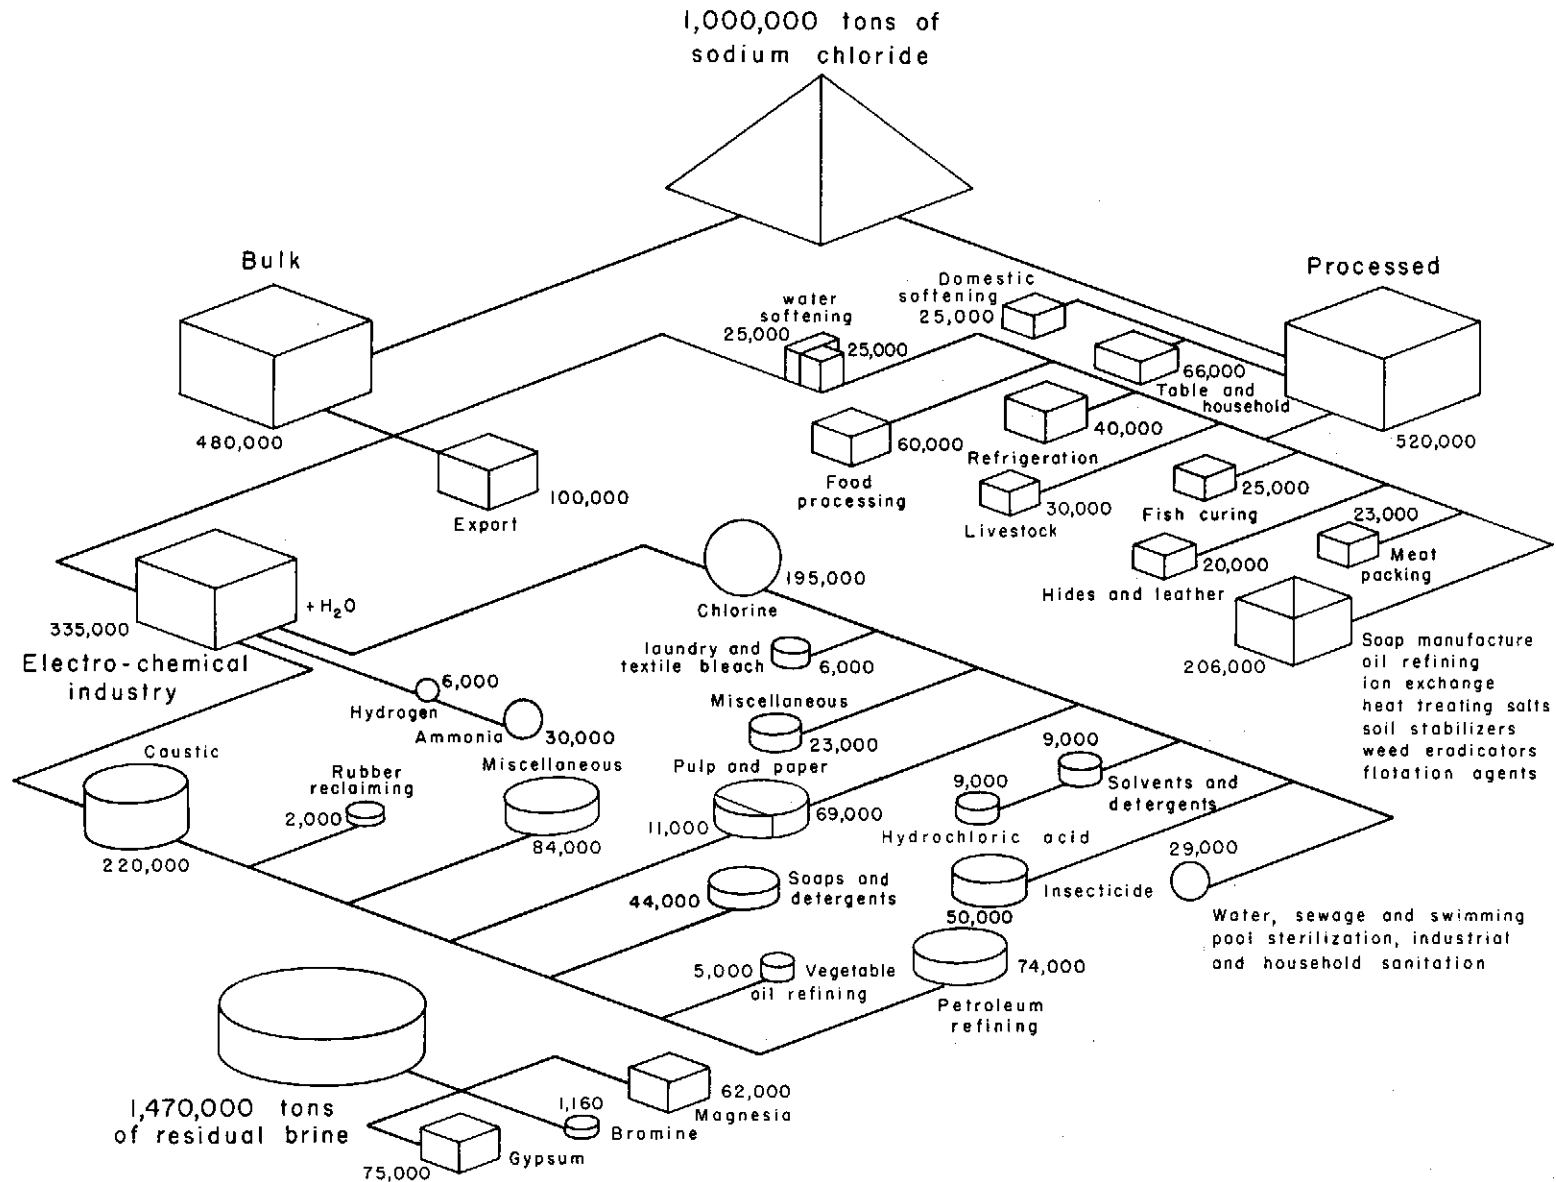 1,000,000 tons of
sodium chloride
Bulk
480,000
Processed
520,000
Domestic
softening
25,000
water
softening
25,000
25,000
66,000
Table and
household
40,000
Refrigeration
60,000
Food
processing
30,000
Livestock
25,000
Fish curing
23,000
Meat
packing
20,000
Hides and leather
206,000
Soap manufacture
oil refining
ion exchange
heat treating salts
soil stabilizers
weed eradicators
flotation agents
100,000
Export
+ H2O
335,000
Electro-chemical
industry
195,000
Chlorine
laundry and
textile bleach
6,000
6,000
Hydrogen
Ammonia
30,000
Miscellaneous
23,000
Caustic
220,000
Rubber
reclaiming
2,000
Miscellaneous
84,000
Pulp and paper
11,000
69,000
9,000
Solvents and
detergents
9,000
Hydrochloric acid
Insecticide
50,000
29,000
Water, sewage and swimming
pool sterilization, industrial
and household sanitation
Soaps and
detergents
44,000
5,000
Vegetable
oil refining
74,000
Petroleum
refining
1,470,000 tons
of residual brine
62,000
Magnesia
1,160
Bromine
75,000
Gypsum